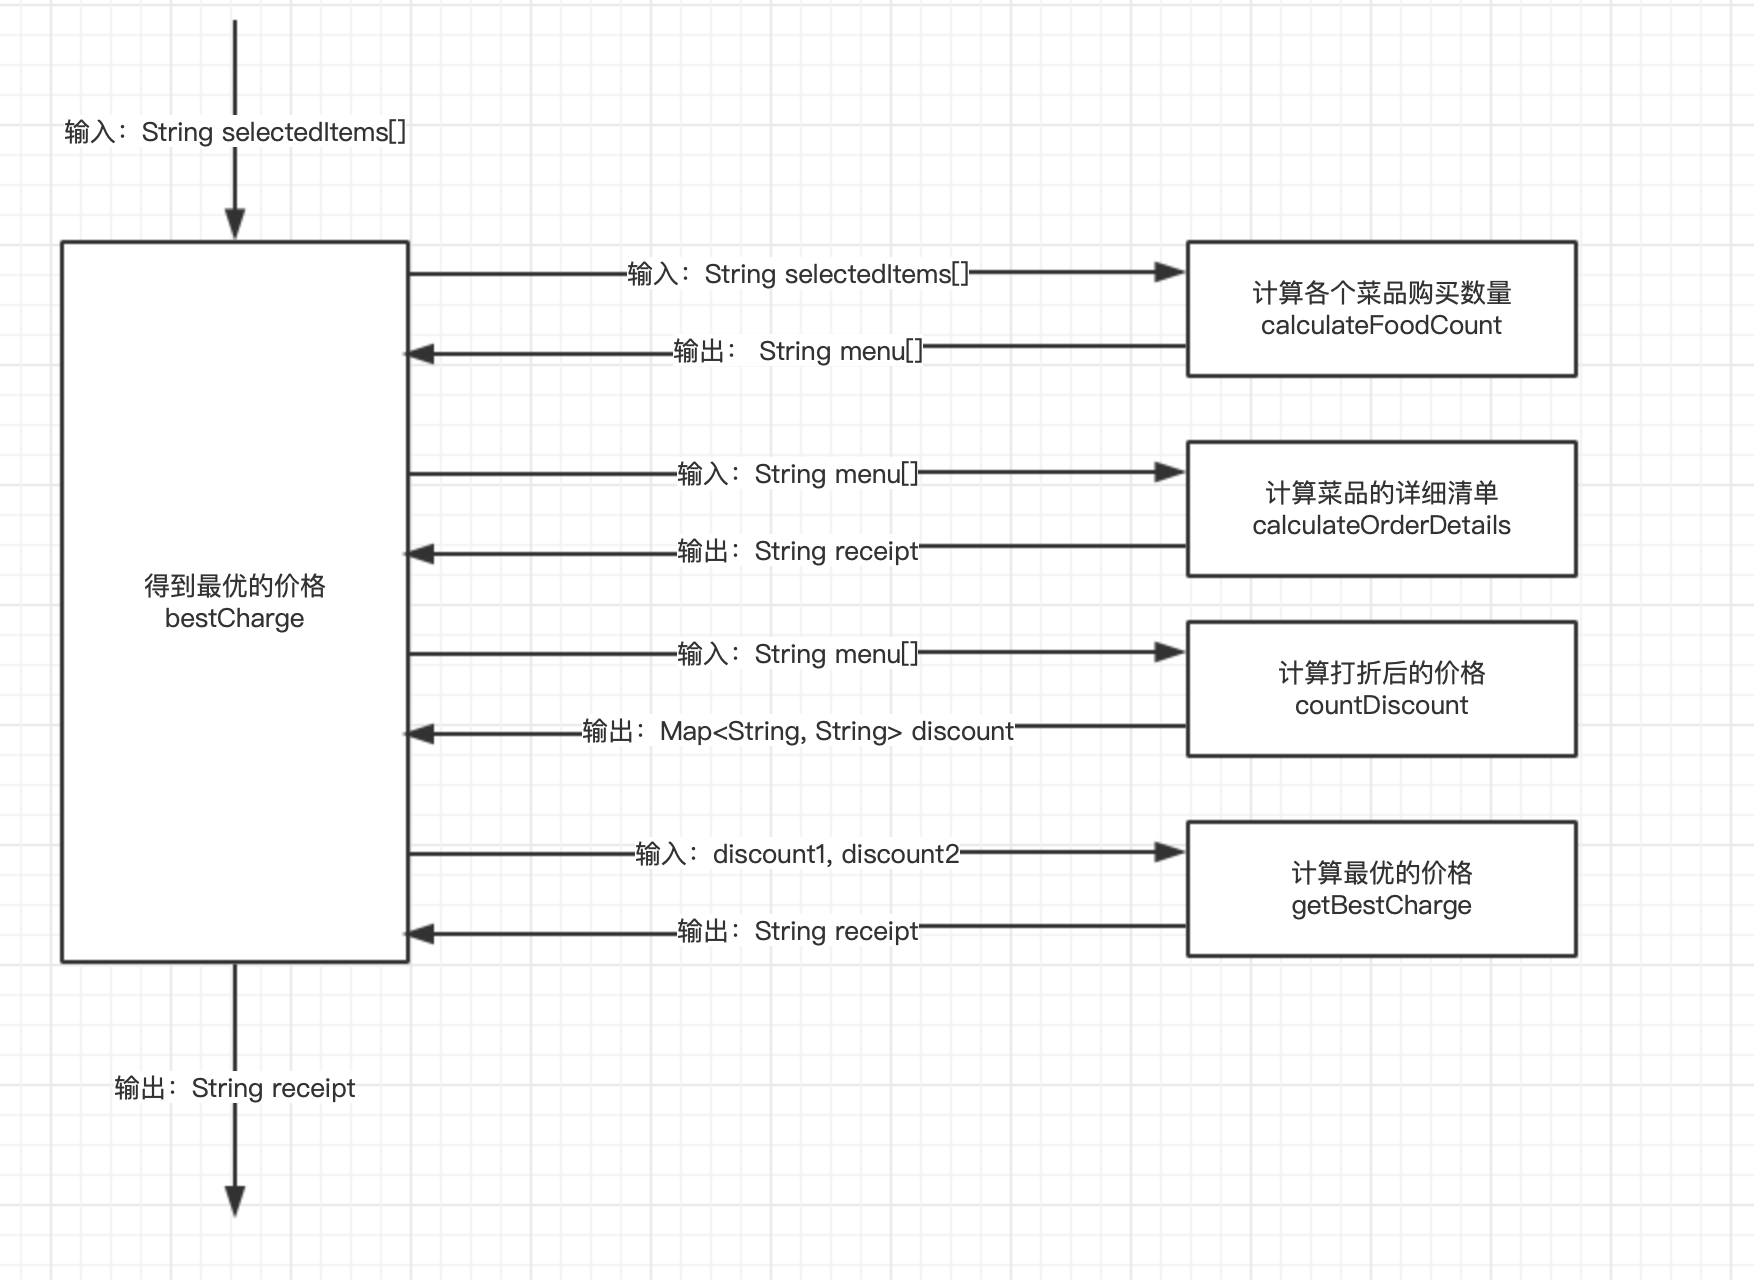 输入：String selectedItems[]
输入：String selectedItems[]
计算各个菜品购买数量
calculateFoodCount
输出： String menu[]
输入：String menu[]
计算菜品的详细清单
calculateOrderDetails
输出：String receipt
得到最优的价格
bestCharge
输入：String menu[]
计算打折后的价格
countDiscount
输出：Map<String, String> discount
输入：discount1, discount2
计算最优的价格
getBestCharge
输出：String receipt
输出：String receipt